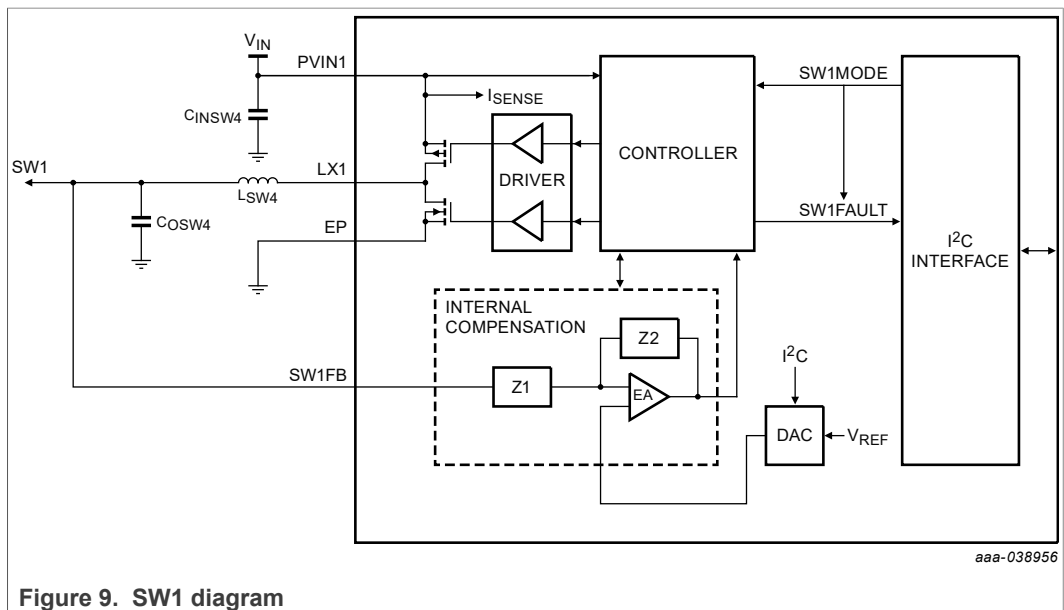 V_IN
PVIN1
SW1MODE
I_SENSE
C_INSW4
CONTROLLER
SW1
LX1
DRIVER
L_SW4
SW1FAULT
C_OSW4
EP
I²C
INTERFACE
INTERNAL
COMPENSATION
Z2
I²C
SW1FB
Z1
EA
DAC
V_REF
aaa-038956
Figure 9. SW1 diagram